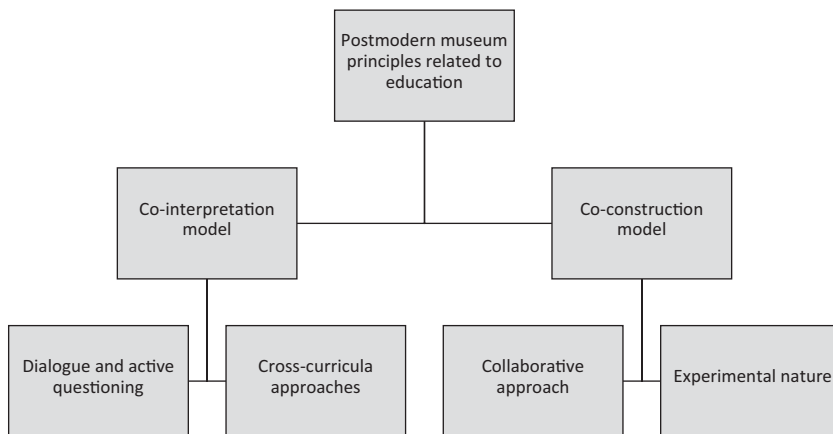 Postmodern museum
principles related to
education
Co-interpretation
model
Co-construction
model
Dialogue and active
questioning
Cross-curricula
approaches
Collaborative
approach
Experimental nature